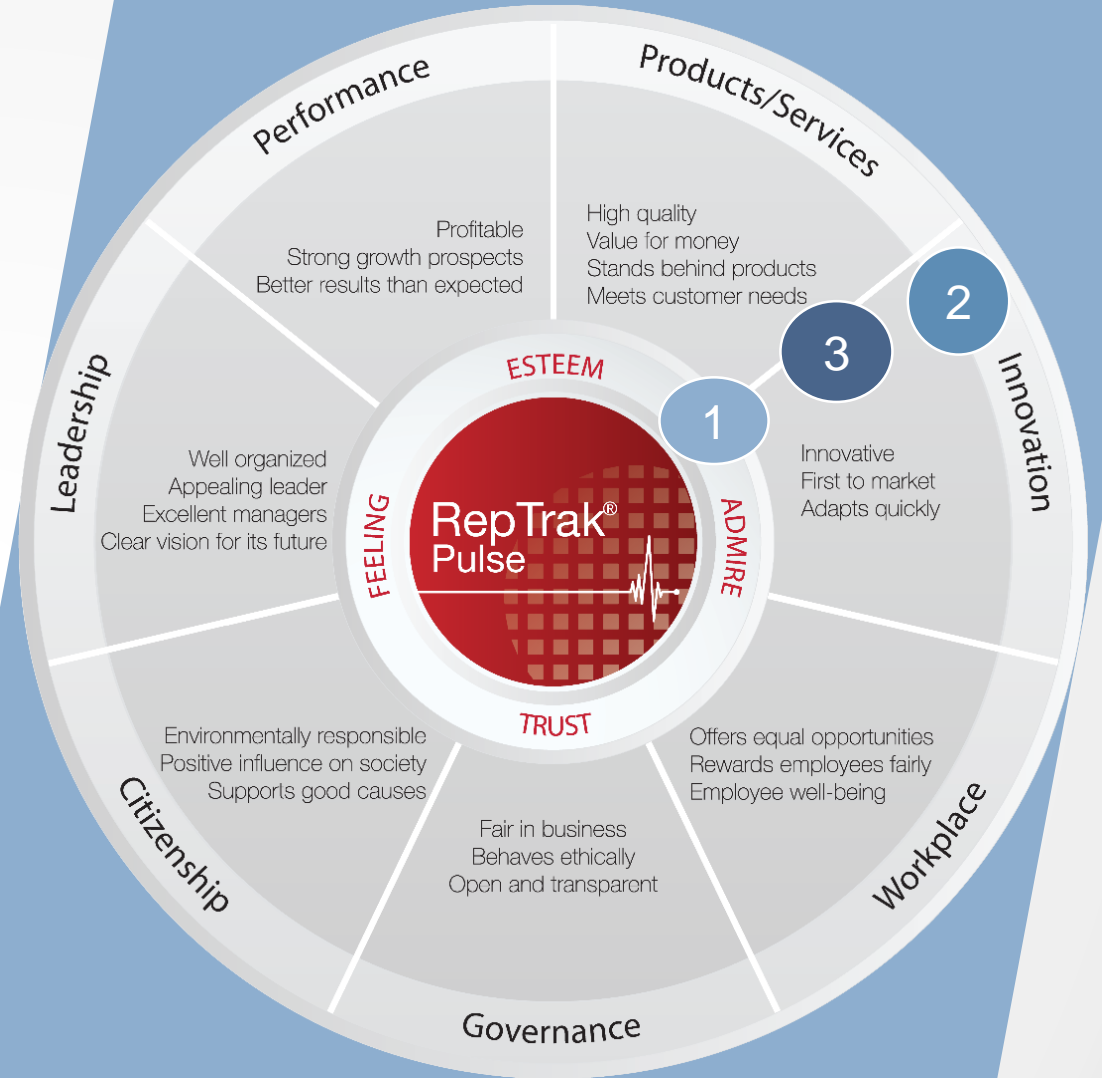 Performance
Profitable
Strong growth prospects
Better results than expected
Products/Services
High quality
Value for money
Stands behind products
Meets customer needs
2
3
1
Innovation
Innovative
First to market
Adapts quickly
Leadership
Well organized
Appealing leader
Excellent managers
Clear vision for its future
ESTEEM
FEELING
ADMIRE
TRUST
RepTrak®
Pulse
Citizenship
Environmentally responsible
Positive influence on society
Supports good causes
Governance
Fair in business
Behaves ethically
Open and transparent
Workplace
Offers equal opportunities
Rewards employees fairly
Employee well-being